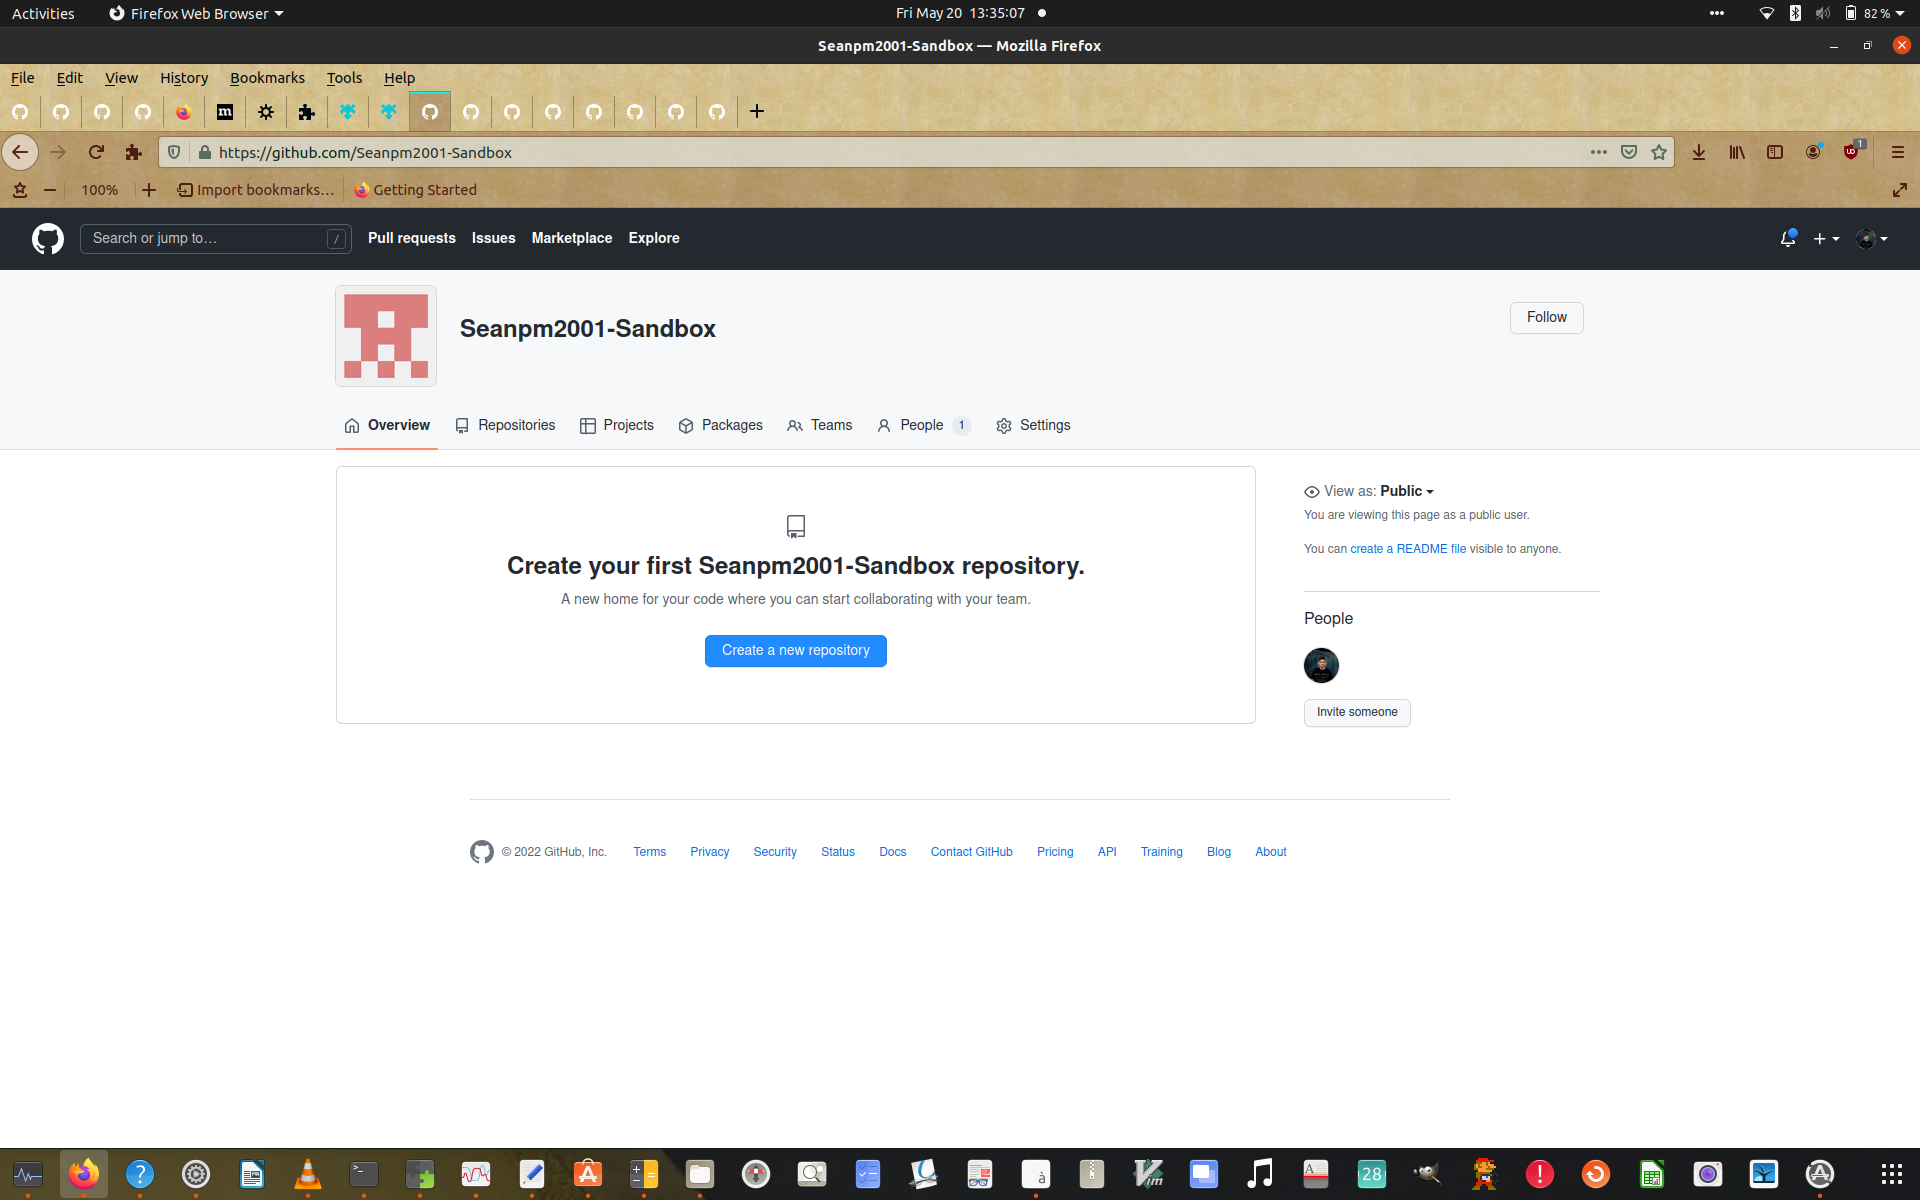 Activities Firefox Web Browser Fri May 20 13:35:07 82 %
Seanpm2001-Sandbox — Mozilla Firefox
File Edit View History Bookmarks Tools Help
m
https://github.com/Seanpm2001-Sandbox 1
100% Import bookmarks... Getting Started
Search or jump to... / Pull requests Issues Marketplace Explore
Seanpm2001-Sandbox
Follow
Overview Repositories Projects Packages Teams People 1 Settings
View as: Public
You are viewing this page as a public user.
You can create a README file visible to anyone.
Create your first Seanpm2001-Sandbox repository.
A new home for your code where you can start collaborating with your team.
Create a new repository
People
Invite someone
© 2022 GitHub, Inc. Terms Privacy Security Status Docs Contact GitHub Pricing API Training Blog About
? >_ à Vim A 28 !